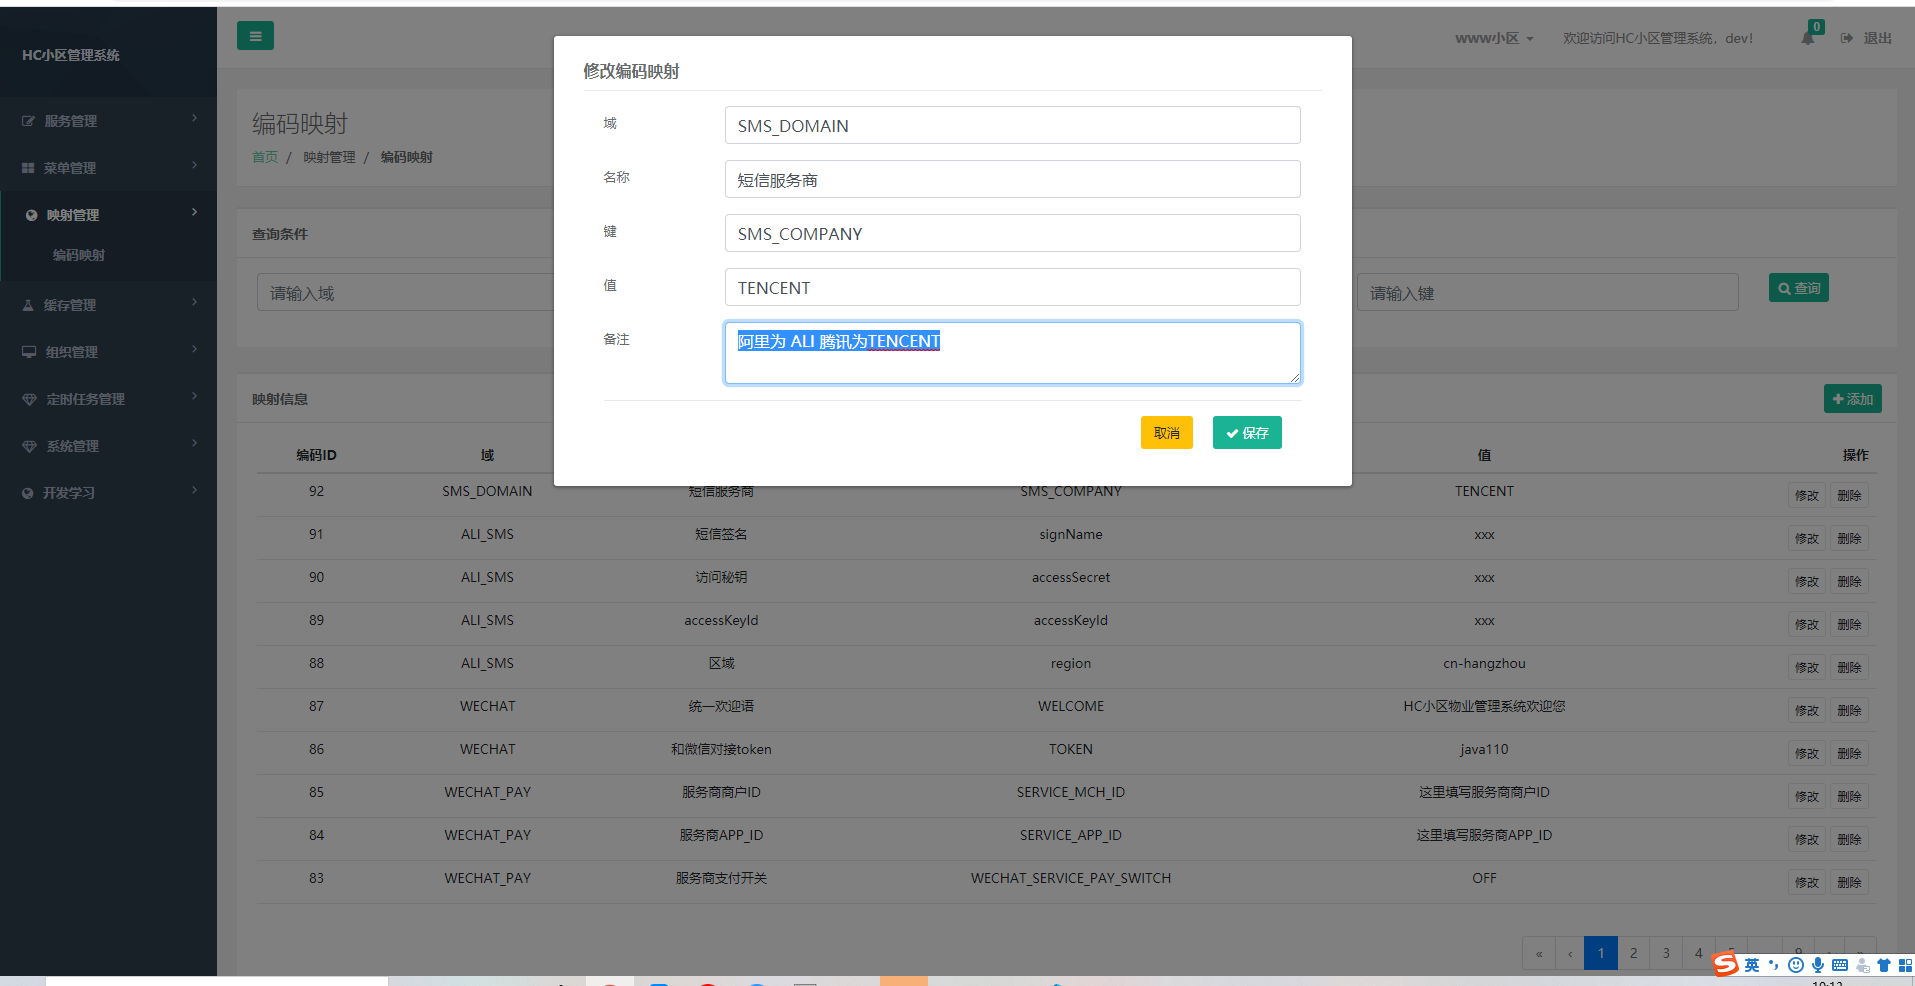 HC小区管理系统
www小区
欢迎访问HC小区管理系统，dev!
0
退出
服务管理
菜单管理
映射管理
编码映射
缓存管理
组织管理
定时任务管理
系统管理
开发学习
编码映射
首页 / 映射管理 / 编码映射
查询条件
请输入域
请输入键
查询
映射信息
添加
修改编码映射
域
SMS_DOMAIN
名称
短信服务商
键
SMS_COMPANY
值
TENCENT
备注
阿里为 ALI 腾讯为TENCENT
取消
保存
编码ID 域 值 操作
92 SMS_DOMAIN 短信服务商 SMS_COMPANY TENCENT 修改 删除
91 ALI_SMS 短信签名 signName xxx 修改 删除
90 ALI_SMS 访问秘钥 accessSecret xxx 修改 删除
89 ALI_SMS accessKeyId accessKeyId xxx 修改 删除
88 ALI_SMS 区域 region cn-hangzhou 修改 删除
87 WECHAT 统一欢迎语 WELCOME HC小区物业管理系统欢迎您 修改 删除
86 WECHAT 和微信对接token TOKEN java110 修改 删除
85 WECHAT_PAY 服务商商户ID SERVICE_MCH_ID 这里填写服务商商户ID 修改 删除
84 WECHAT_PAY 服务商APP_ID SERVICE_APP_ID 这里填写服务商APP_ID 修改 删除
83 WECHAT_PAY 服务商支付开关 WECHAT_SERVICE_PAY_SWITCH OFF 修改 删除
« ‹ 1 2 3 4
英